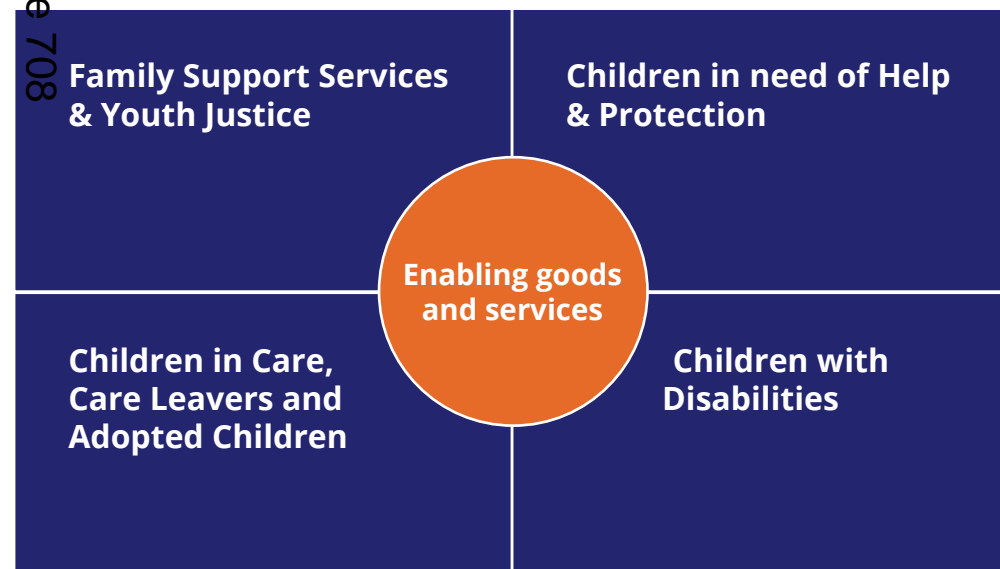 e 708
Family Support Services
& Youth Justice
Children in need of Help
& Protection
Enabling goods
and services
Children in Care,
Care Leavers and
Adopted Children
Children with
Disabilities